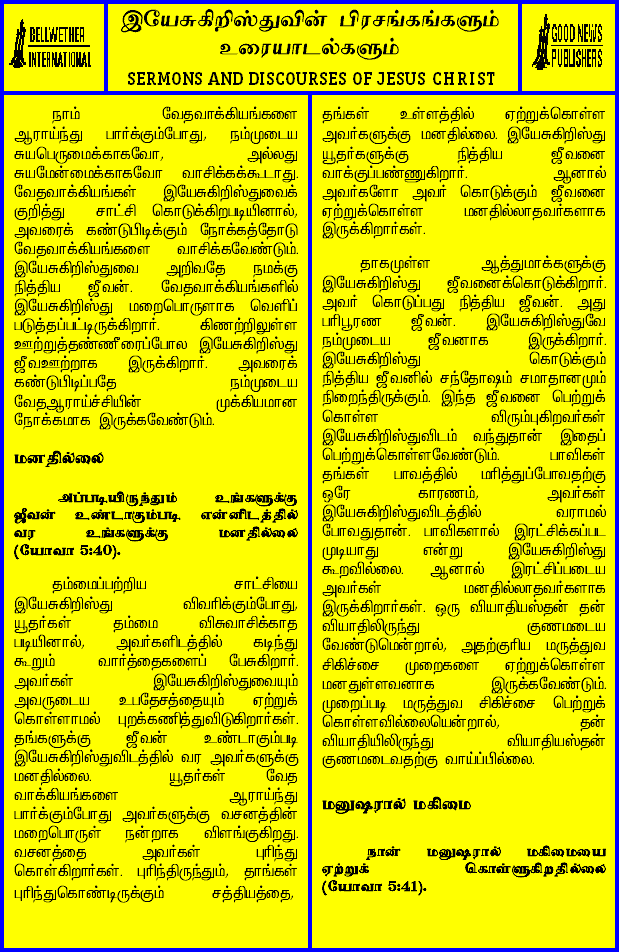 BELLWETHER
INTERNATIONAL
இயேசுகிறிஸ்துவின் பிரசங்கங்களும்
உரையாடல்களும்
SERMONS AND DISCOURSES OF JESUS CHRIST
GOOD NEWS
PUBLISHERS
நாம் வேதவாக்கியங்களை
ஆராய்ந்து பார்க்கும்போது, நம்முடைய
சுயபெருமைக்காகவோ, அல்லது
சுயமேன்மைக்காகவோ வாசிக்கக்கூடாது.
வேதவாக்கியங்கள் இயேசுகிறிஸ்துவைக்
குறித்து சாட்சி கொடுக்கிறபடியினால்,
அவரைக் கண்டுபிடிக்கும் நோக்கத்தோடு
வேதவாக்கியங்களை வாசிக்கவேண்டும்.
இயேசுகிறிஸ்துவை அறிவதே நமக்கு
நித்திய ஜீவன். வேதவாக்கியங்களில்
இயேசுகிறிஸ்து மறைபொருளாக வெளிப்
படுத்தப்பட்டிருக்கிறார். கிணற்றிலுள்ள
ஊற்றுத்தண்ணீரைப்போல இயேசுகிறிஸ்து
ஜீவஊற்றாக இருக்கிறார். அவரைக்
கண்டுபிடிப்பதே நம்முடைய
வேதஆராய்ச்சியின் முக்கியமான
நோக்கமாக இருக்கவேண்டும்.
மனதில்லை
அப்படியிருந்தும் உங்களுக்கு
ஜீவன் உண்டாகும்படி என்னிடத்தில்
வர உங்களுக்கு மனதில்லை
(யோவா 5:40).
தம்மைப்பற்றிய சாட்சியை
இயேசுகிறிஸ்து விவரிக்கும்போது,
யூதர்கள் தம்மை விசுவாசிக்காத
படியினால், அவர்களிடத்தில் கடிந்து
கூறும் வார்த்தைகளைப் பேசுகிறார்.
அவர்கள் இயேசுகிறிஸ்துவையும்
அவருடைய உபதேசத்தையும் ஏற்றுக்
கொள்ளாமல் புறக்கணித்துவிடுகிறார்கள்.
தங்களுக்கு ஜீவன் உண்டாகும்படி
இயேசுகிறிஸ்துவிடத்தில் வர அவர்களுக்கு
மனதில்லை. யூதர்கள் வேத
வாக்கியங்களை ஆராய்ந்து
பார்க்கும்போது அவர்களுக்கு வசனத்தின்
மறைபொருள் நன்றாக விளங்குகிறது.
வசனத்தை அவர்கள் புரிந்து
கொள்கிறார்கள். புரிந்திருந்தும், தாங்கள்
புரிந்துகொண்டிருக்கும் சத்தியத்தை,
தங்கள் உள்ளத்தில் ஏற்றுக்கொள்ள
அவர்களுக்கு மனதில்லை. இயேசுகிறிஸ்து
யூதர்களுக்கு நித்திய ஜீவனை
வாக்குப்பண்ணுகிறார். ஆனால்
அவர்களோ அவர் கொடுக்கும் ஜீவனை
ஏற்றுக்கொள்ள மனதில்லாதவர்களாக
இருக்கிறார்கள்.
தாகமுள்ள ஆத்துமாக்களுக்கு
இயேசுகிறிஸ்து ஜீவனைக்கொடுக்கிறார்.
அவர் கொடுப்பது நித்திய ஜீவன். அது
பரிபூரண ஜீவன். இயேசுகிறிஸ்துவே
நம்முடைய ஜீவனாக இருக்கிறார்.
இயேசுகிறிஸ்து கொடுக்கும்
நித்திய ஜீவனில் சந்தோஷம் சமாதானமும்
நிறைந்திருக்கும். இந்த ஜீவனை பெற்றுக்
கொள்ள விரும்புகிறவர்கள்
இயேசுகிறிஸ்துவிடம் வந்துதான் இதைப்
பெற்றுக்கொள்ளவேண்டும். பாவிகள்
தங்கள் பாவத்தில் மரித்துப்போவதற்கு
ஒரே காரணம், அவர்கள்
இயேசுகிறிஸ்துவிடத்தில் வராமல்
போவதுதான். பாவிகளால் இரட்சிக்கப்பட
முடியாது என்று இயேசுகிறிஸ்து
கூறவில்லை. ஆனால் இரட்சிப்படைய
அவர்கள் மனதில்லாதவர்களாக
இருக்கிறார்கள். ஒரு வியாதியஸ்தன் தன்
வியாதிலிருந்து குணமடைய
வேண்டுமென்றால், அதற்குரிய மருத்துவ
சிகிச்சை முறைகளை ஏற்றுக்கொள்ள
மனதுள்ளவனாக இருக்கவேண்டும்.
முறைப்படி மருத்துவ சிகிச்சை பெற்றுக்
கொள்ளவில்லையென்றால், தன்
வியாதியிலிருந்து வியாதியஸ்தன்
குணமடைவதற்கு வாய்ப்பில்லை.
மனுஷரால் மகிமை
நான் மனுஷரால் மகிமையை
ஏற்றுக் கொள்ளுகிறதில்லை
(யோவா 5:41).